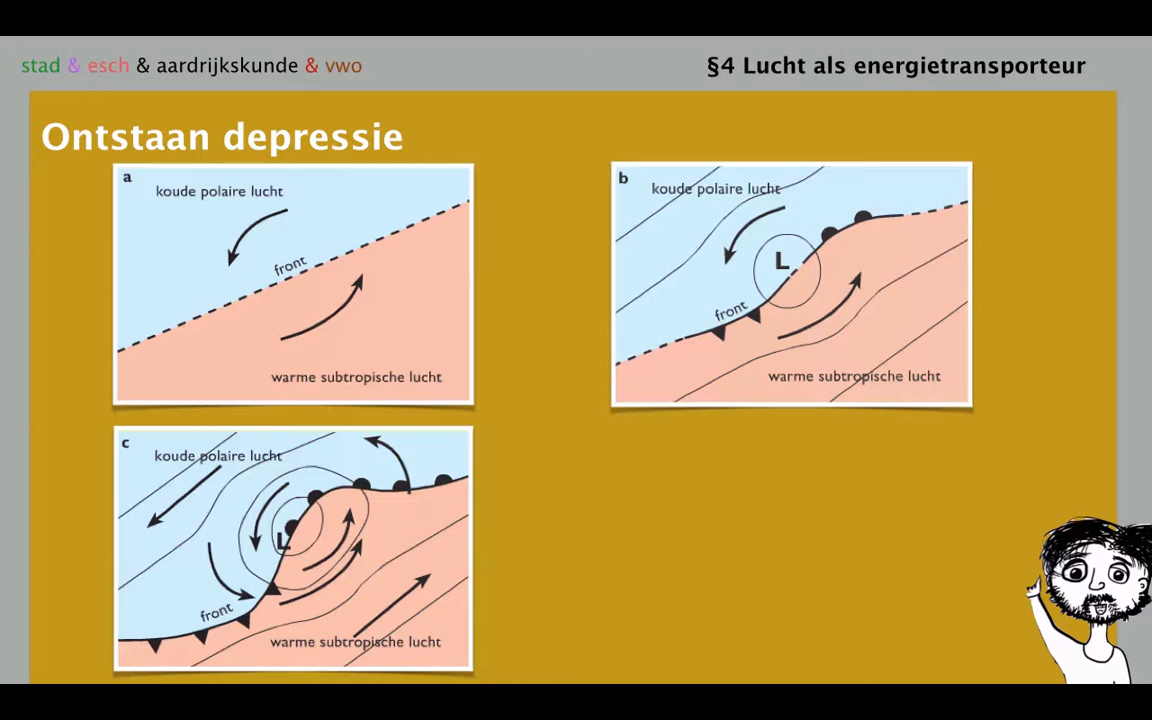 stad & esch & aardrijkskunde & vwo
§4 Lucht als energietransporteur
Ontstaan depressie
a
koude polaire lucht
front
warme subtropische lucht
b
koude polaire lucht
L
front
warme subtropische lucht
c
koude polaire lucht
L
front
warme subtropische lucht